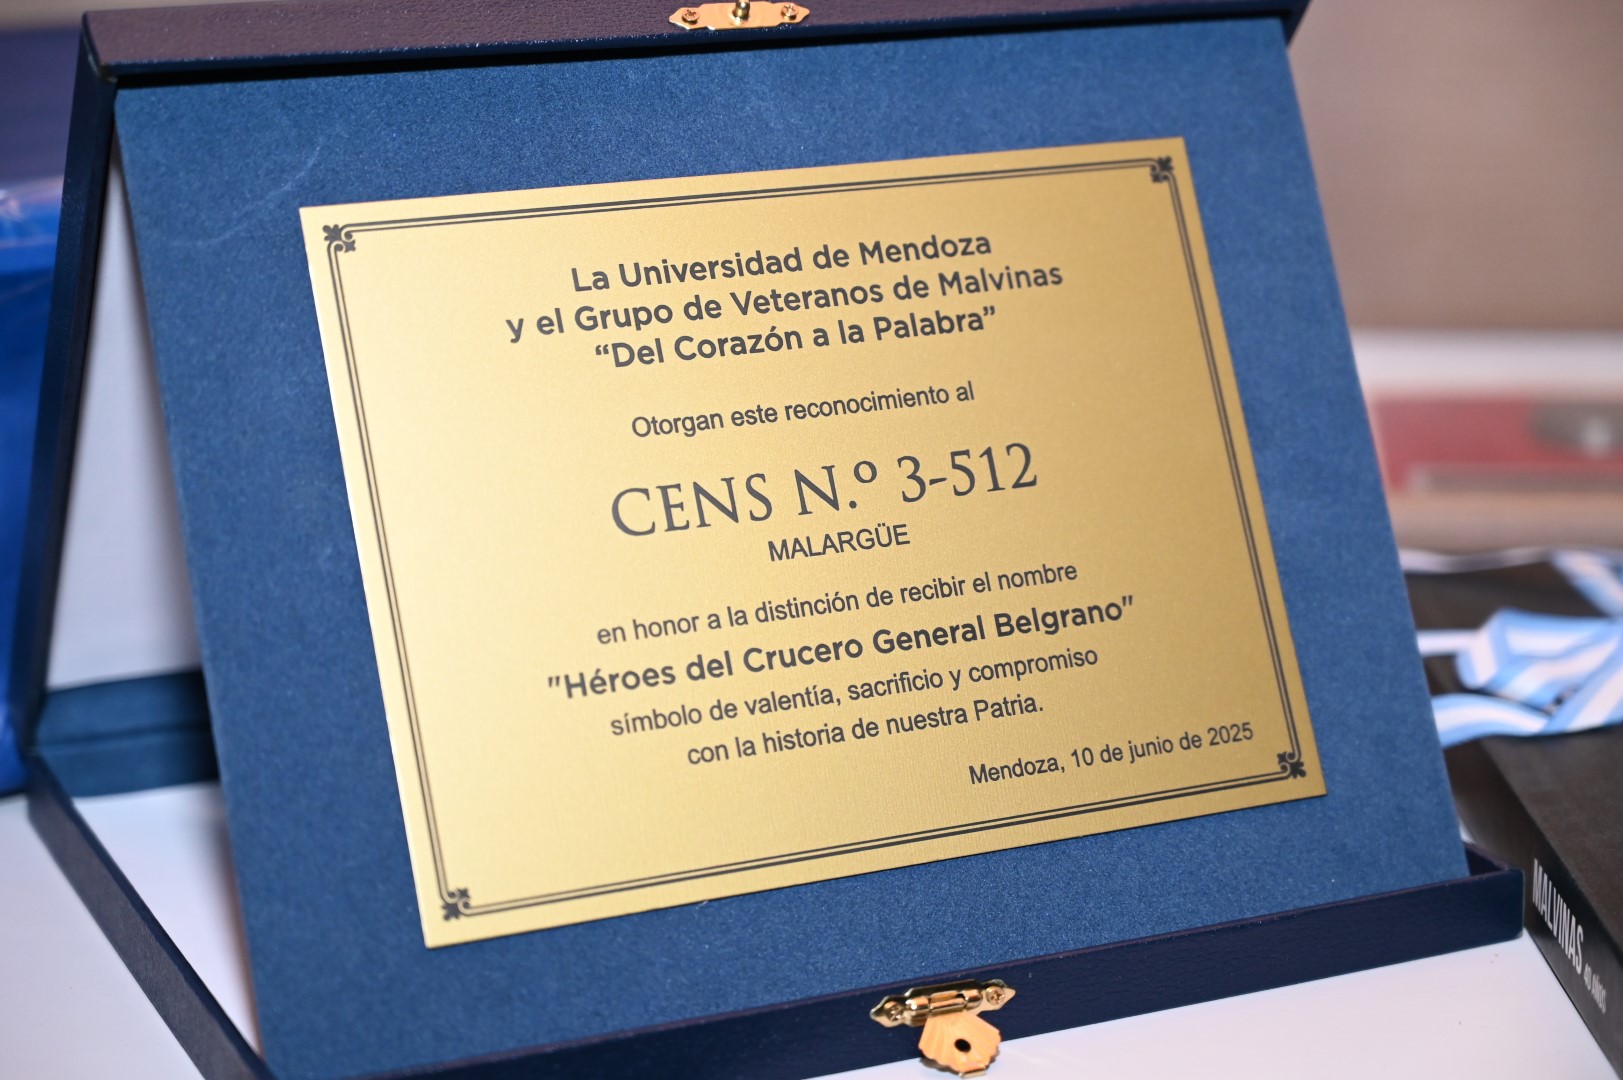 La Universidad de Mendoza
y el Grupo de Veteranos de Malvinas
“Del Corazón a la Palabra”
Otorgan este reconocimiento al
CENS N.º 3-512
MALARGÜE
en honor a la distinción de recibir el nombre
"Héroes del Crucero General Belgrano"
símbolo de valentía, sacrificio y compromiso
con la historia de nuestra Patria.
Mendoza, 10 de junio de 2025
MALVINAS 40 AÑOS